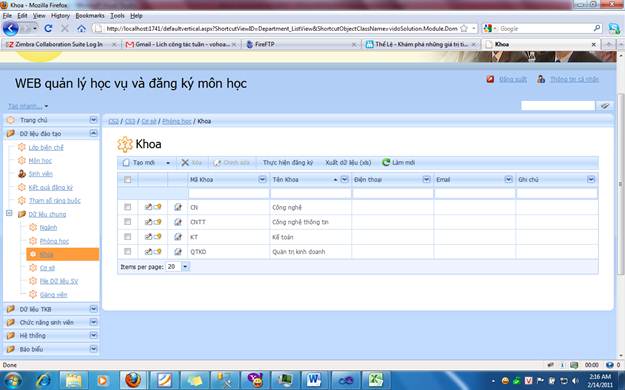 Khoa - Mozilla Firefox
File Edit View History Bookmarks Tools Help
http://localhost:1741/defaultvertical.aspx?ShortcutViewID=Department_ListView&ShortcutObjectClassName=vidoSolution.Module.Dom
Google
Zimbra Collaboration Suite Log In
Gmail - Lịch công tác tuần - vohoa...
FireFTP
Thể Lệ - Khám phá những giá trị ti...
Khoa
WEB quản lý học vụ và đăng ký môn học
Đăng xuất Thông tin cá nhân
Tạo nhanh...
Trang chủ
CS2 / CS3 / Cơ sở / Phòng học / Khoa
Dữ liệu đào tạo
Lớp biên chế
Môn học
Sinh viên
Kết quả đăng ký
Tham số ràng buộc
Dữ liệu chung
Ngành
Phòng học
Khoa
Cơ sở
File Dữ liệu SV
Giảng viên
Dữ liệu TKB
Chức năng sinh viên
Hệ thống
Báo biểu
Khoa
Tạo mới Xóa Chỉnh sửa Thực hiện đăng ký Xuất dữ liệu (xls) Làm mới
Mã Khoa Tên Khoa Điện thoại Email Ghi chú
CN Công nghệ
CNTT Công nghệ thông tin
KT Kế toán
QTKD Quản trị kinh doanh
Items per page: 20
Done
00:00 0
2:16 AM
2/14/2011